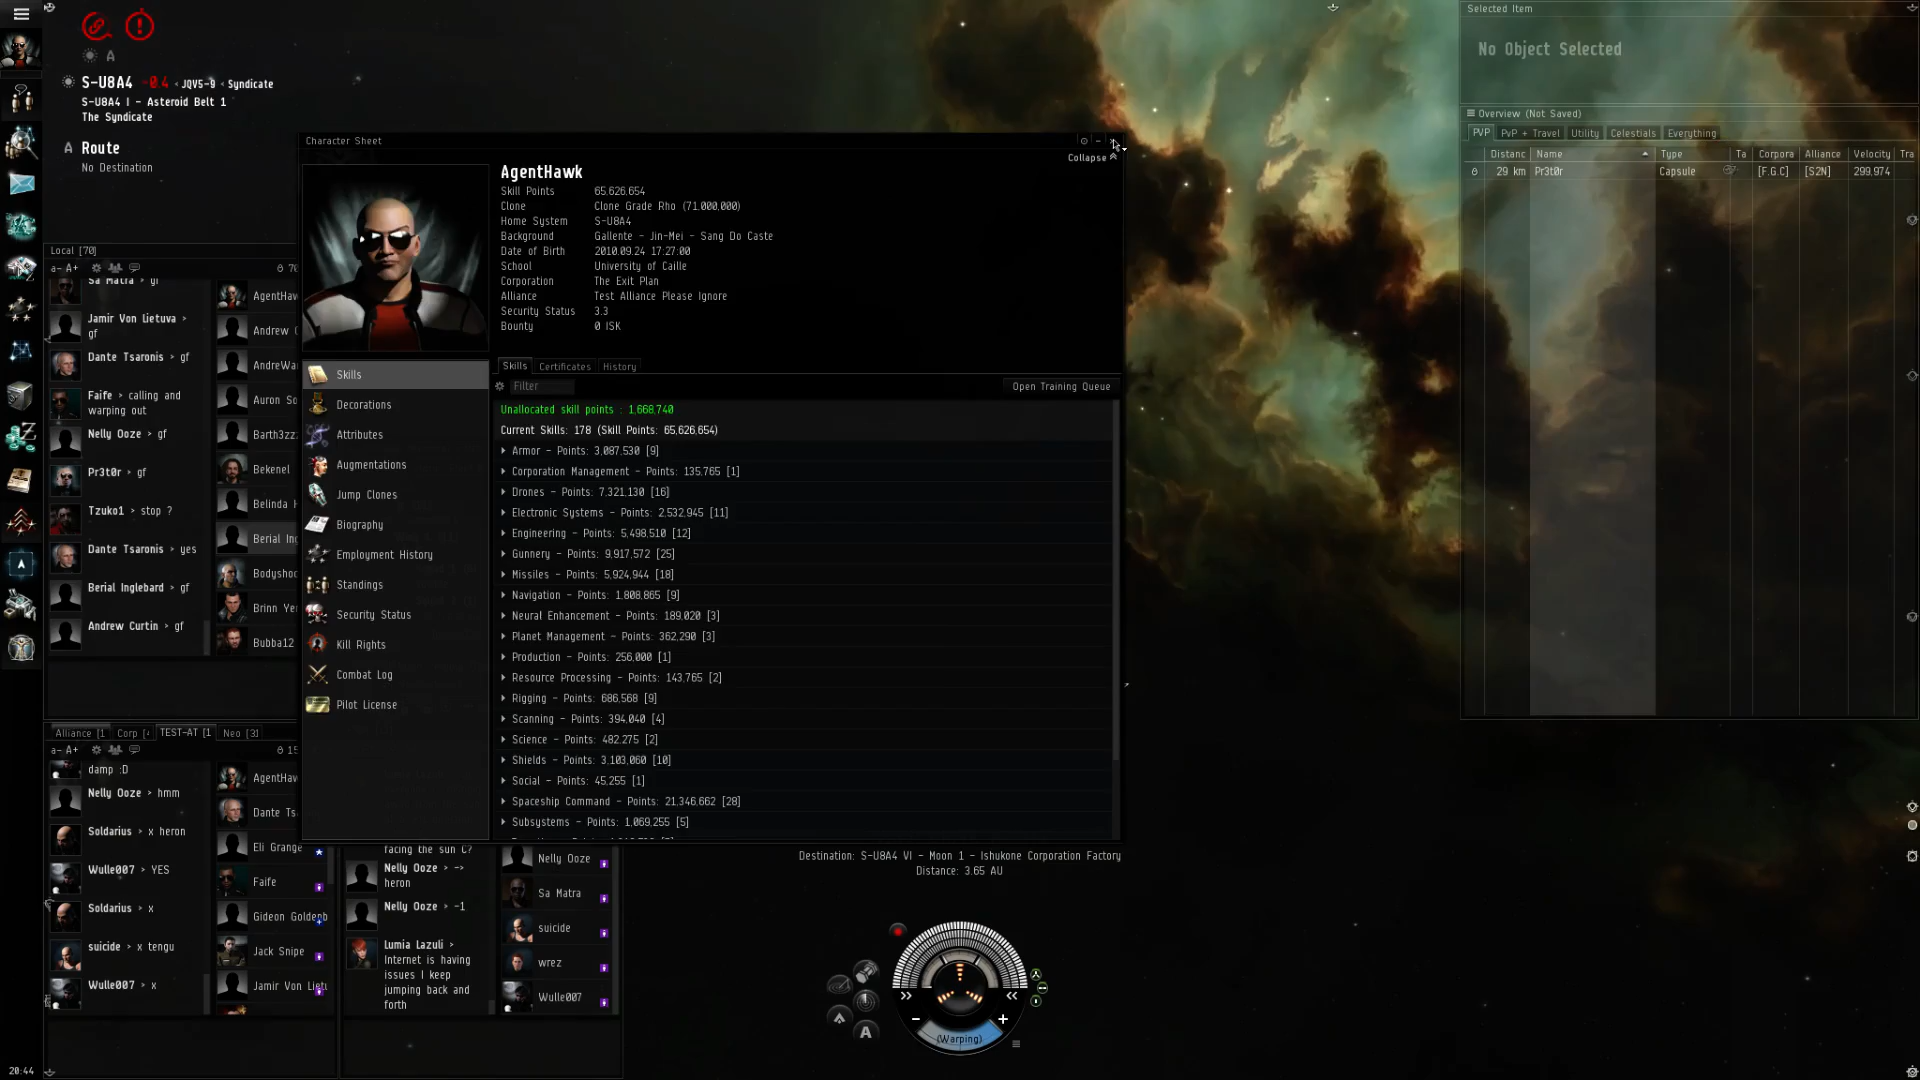 S-U8A4 -0.4 < JQV5-9 < Syndicate
S-U8A4 I - Asteroid Belt 1
The Syndicate
A Route
No Destination
Local [70]
a- A+
Sa Matra > gf
Jamir Von Lietuva >
gf
Dante Tsaronis > gf
Faife > calling and
warping out
Nelly Ooze > gf
Pr3t0r > gf
Tzuko1 > stop ?
Dante Tsaronis > yes
Berial Inglebard > gf
Andrew Curtin > gf
AgentHaw
Andrew C
AndreWar
Auron So
Barth3zz
Bekenel
Belinda H
Berial Ing
Bodyshoc
Brinn Ye
Bubba12
Alliance [1
Corp [
TEST-AT [1
Neo [3]
a- A+
damp :D
Nelly Ooze > hmm
Soldarius > x heron
Wulle007 > YES
Soldarius > x
suicide > x tengu
Wulle007 > x
AgentHaw
Dante Ts
Eli Grange
Faife
Gideon Goldenb
Jack Snipe
Jamir Von Lietu
facing the sun C?
Nelly Ooze > ->
heron
Nelly Ooze > -1
Lumia Lazuli >
Internet is having
issues I keep
jumping back and
forth
Nelly Ooze
Sa Matra
suicide
wrez
Wulle007
20:44
Character Sheet
Collapse
AgentHawk
Skill Points 65,626,654
Clone Clone Grade Rho (71,000,000)
Home System S-U8A4
Background Gallente - Jin-Mei - Sang Do Caste
Date of Birth 2010.09.24 17:27:00
School University of Caille
Corporation The Exit Plan
Alliance Test Alliance Please Ignore
Security Status 3.3
Bounty 0 ISK
Skills
Decorations
Attributes
Augmentations
Jump Clones
Biography
Employment History
Standings
Security Status
Kill Rights
Combat Log
Pilot License
Skills Certificates History
Filter
Open Training Queue
Unallocated skill points : 1,668,740
Current Skills: 178 (Skill Points: 65,626,654)
Armor - Points: 3,087,530 [9]
Corporation Management - Points: 135,765 [1]
Drones - Points: 7,321,130 [16]
Electronic Systems - Points: 2,532,945 [11]
Engineering - Points: 5,498,510 [12]
Gunnery - Points: 9,917,572 [25]
Missiles - Points: 5,924,944 [18]
Navigation - Points: 1,808,865 [9]
Neural Enhancement - Points: 189,020 [3]
Planet Management - Points: 362,290 [3]
Production - Points: 256,000 [1]
Resource Processing - Points: 143,765 [2]
Rigging - Points: 686,568 [9]
Scanning - Points: 394,040 [4]
Science - Points: 482,275 [2]
Shields - Points: 3,103,060 [10]
Social - Points: 45,255 [1]
Spaceship Command - Points: 21,346,662 [28]
Subsystems - Points: 1,069,255 [5]
Destination: S-U8A4 VI - Moon 1 - Ishukone Corporation Factory
Distance: 3.65 AU
(Warping)
Selected Item
No Object Selected
Overview (Not Saved)
PVP PvP + Travel Utility Celestials Everything
Distanc Name Type Ta Corpora Alliance Velocity Tra
29 km Pr3t0r Capsule [F.G.C] [S2N] 299,974